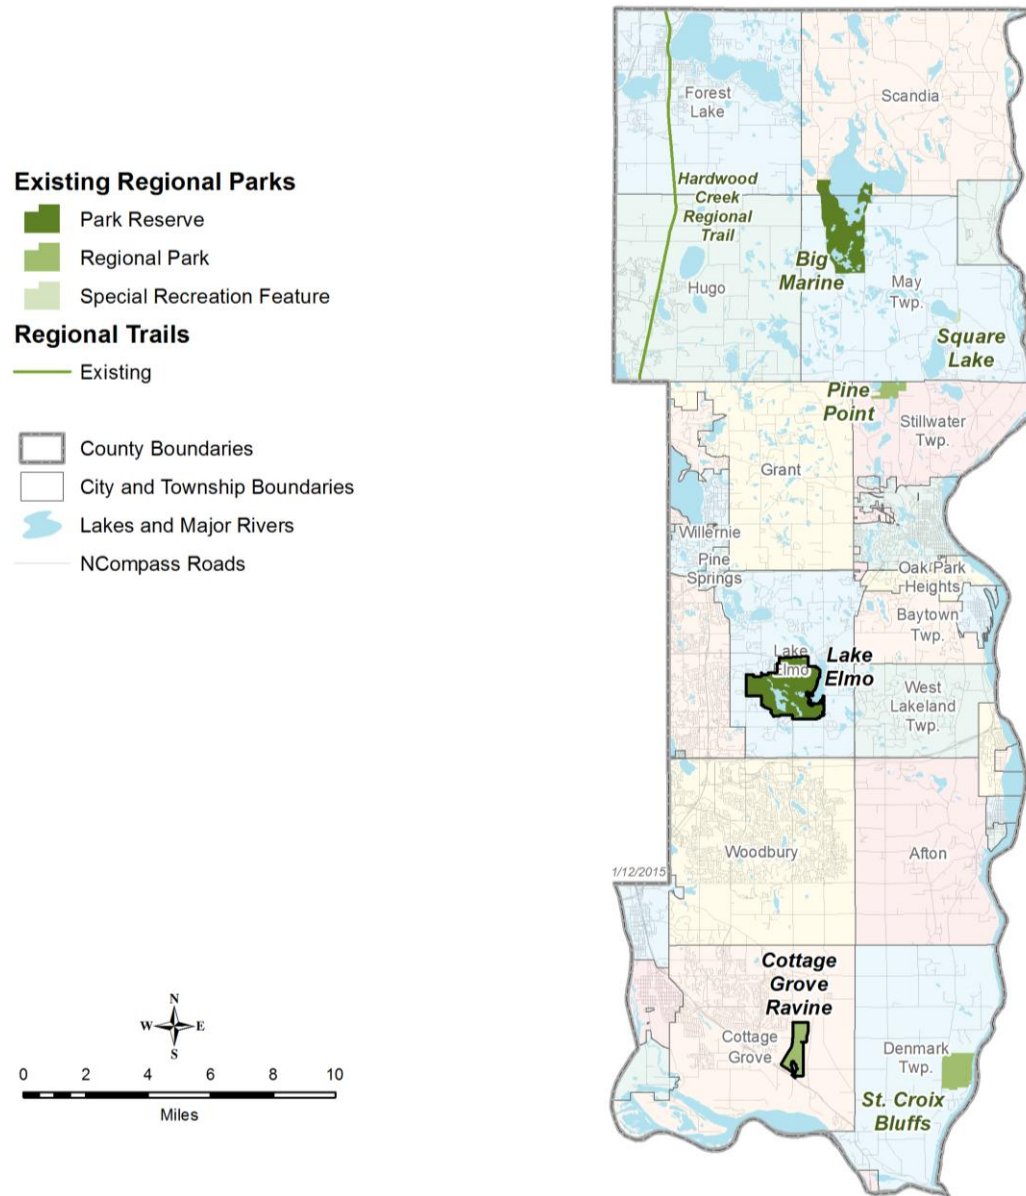 Existing Regional Parks
Park Reserve
Regional Park
Special Recreation Feature
Regional Trails
Existing
County Boundaries
City and Township Boundaries
Lakes and Major Rivers
NCompass Roads
N
W E
S
0 2 4 6 8 10
Miles
Forest
Lake
Scandia
Hardwood
Creek
Regional
Trail
Big
Marine
Hugo
May
Twp.
Square
Lake
Pine
Point
Stillwater
Twp.
Grant
Willernie
Pine
Springs
Oak Park
Heights
Baytown
Twp.
Lake
Elmo
Lake
Elmo
West
Lakeland
Twp.
Woodbury
Afton
1/12/2015
Cottage
Grove
Ravine
Cottage
Grove
Denmark
Twp.
St. Croix
Bluffs